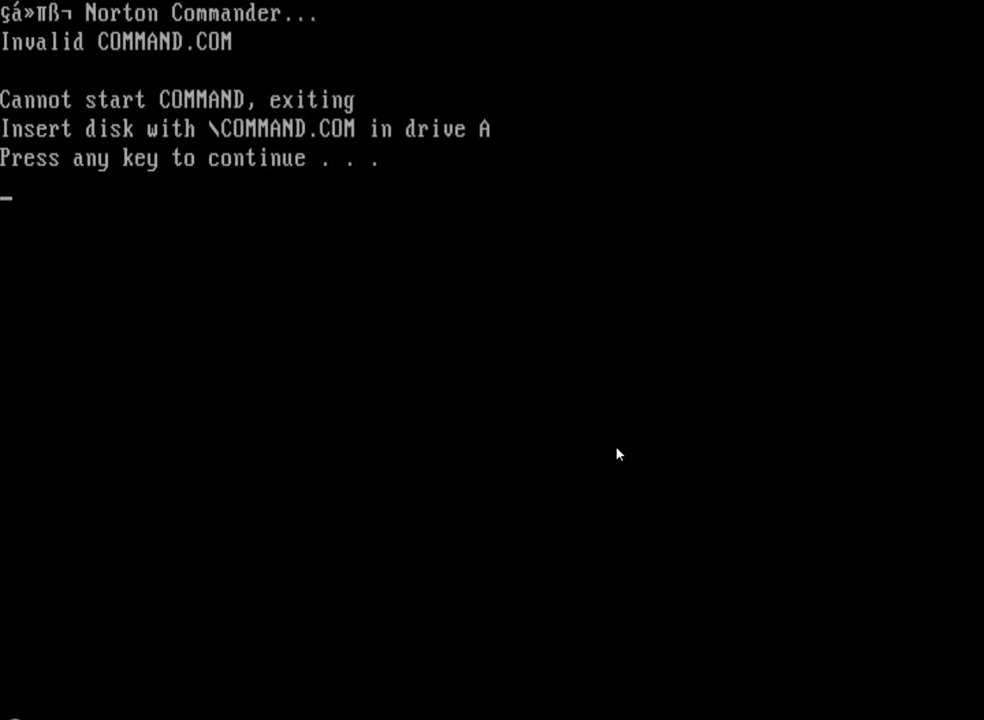 çá»πß¬ Norton Commander...
Invalid COMMAND.COM
Cannot start COMMAND, exiting
Insert disk with \COMMAND.COM in drive A
Press any key to continue . . .